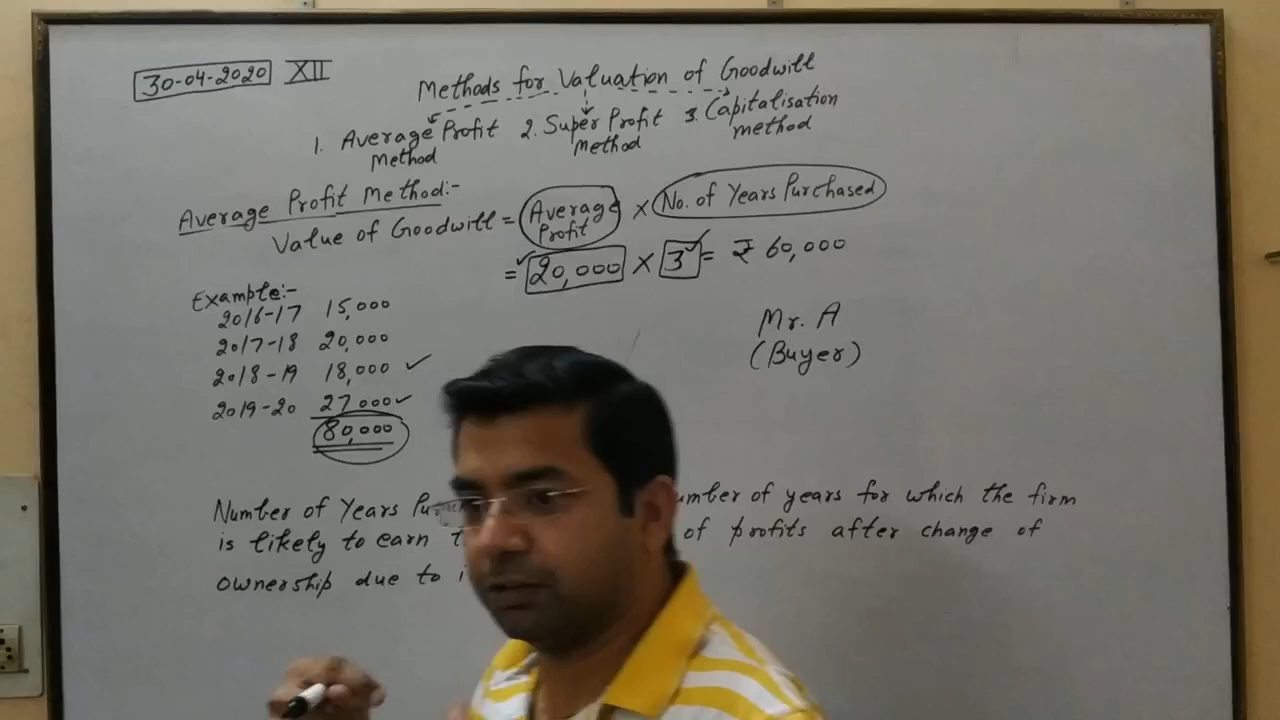 30-04-2020 XII
Methods for Valuation of Goodwill
1. Average Profit Method 2. Super Profit method 3. Capitalisation method
Average Profit Method:-
Value of Goodwill = Average Profit × No. of Years Purchased
= 20,000 × 3 = ₹ 60,000
Example:-
2016-17 15,000
2017-18 20,000
2018-19 18,000
2019-20 27,000
80,000
Mr. A
(Buyer)
Number of Years of years for which the firm
is likely to earn of profits after change of
ownership due to